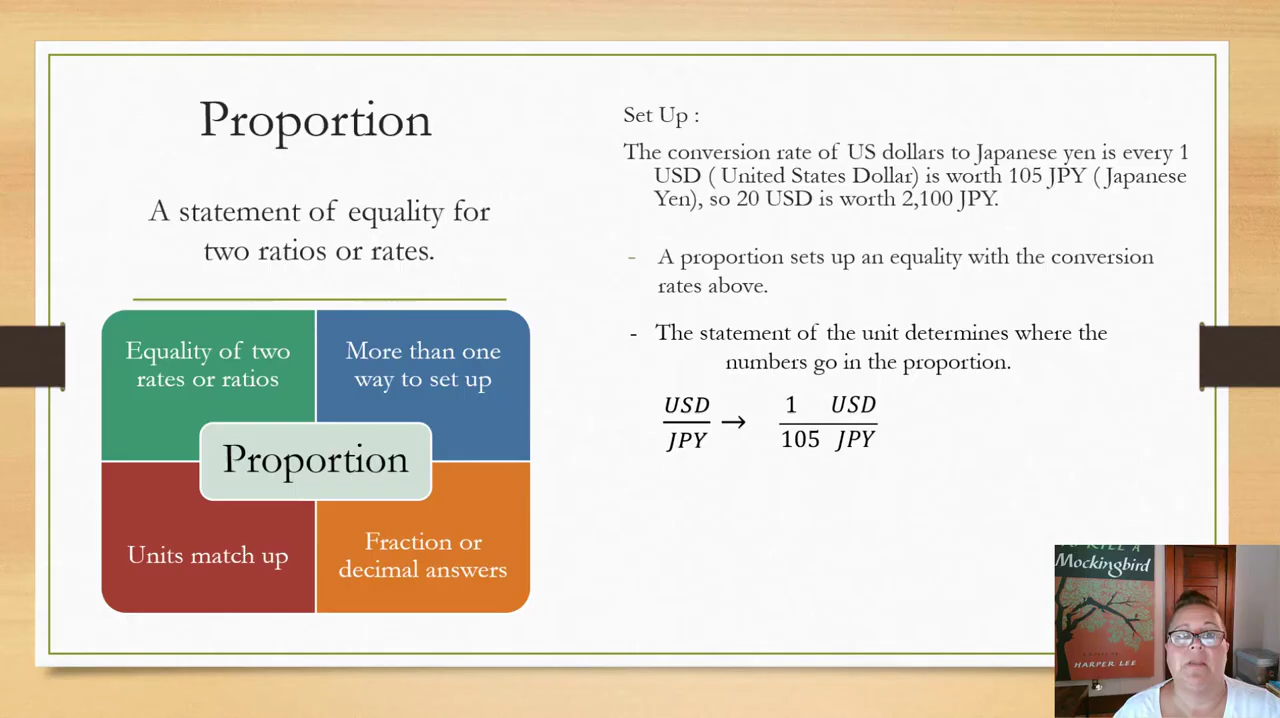 Proportion
A statement of equality for
two ratios or rates.
Equality of two
rates or ratios
More than one
way to set up
Proportion
Units match up
Fraction or
decimal answers
Set Up :
The conversion rate of US dollars to Japanese yen is every 1
USD ( United States Dollar) is worth 105 JPY ( Japanese
Yen), so 20 USD is worth 2,100 JPY.
- A proportion sets up an equality with the conversion
rates above.
- The statement of the unit determines where the
numbers go in the proportion.
USD → 1 USD
JPY 105 JPY
Mockingbird
HARPER LEE